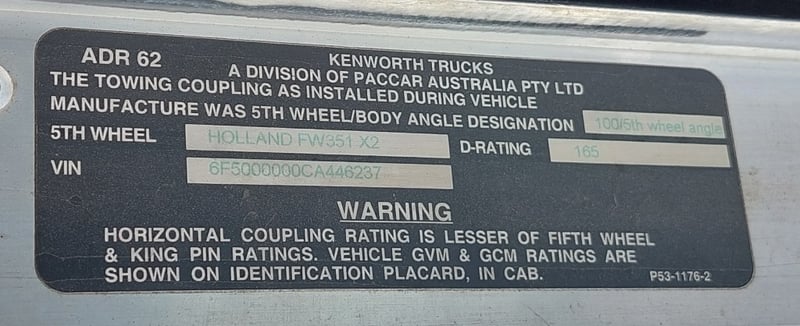 ADR 62
KENWORTH TRUCKS
A DIVISION OF PACCAR AUSTRALIA PTY LTD
THE TOWING COUPLING AS INSTALLED DURING VEHICLE
MANUFACTURE WAS 5TH WHEEL/BODY ANGLE DESIGNATION 100/5th wheel angle
5TH WHEEL HOLLAND FW351 X2 D-RATING 165
VIN 6F5000000CA446237
WARNING
HORIZONTAL COUPLING RATING IS LESSER OF FIFTH WHEEL
& KING PIN RATINGS. VEHICLE GVM & GCM RATINGS ARE
SHOWN ON IDENTIFICATION PLACARD, IN CAB.
P53-1176-2